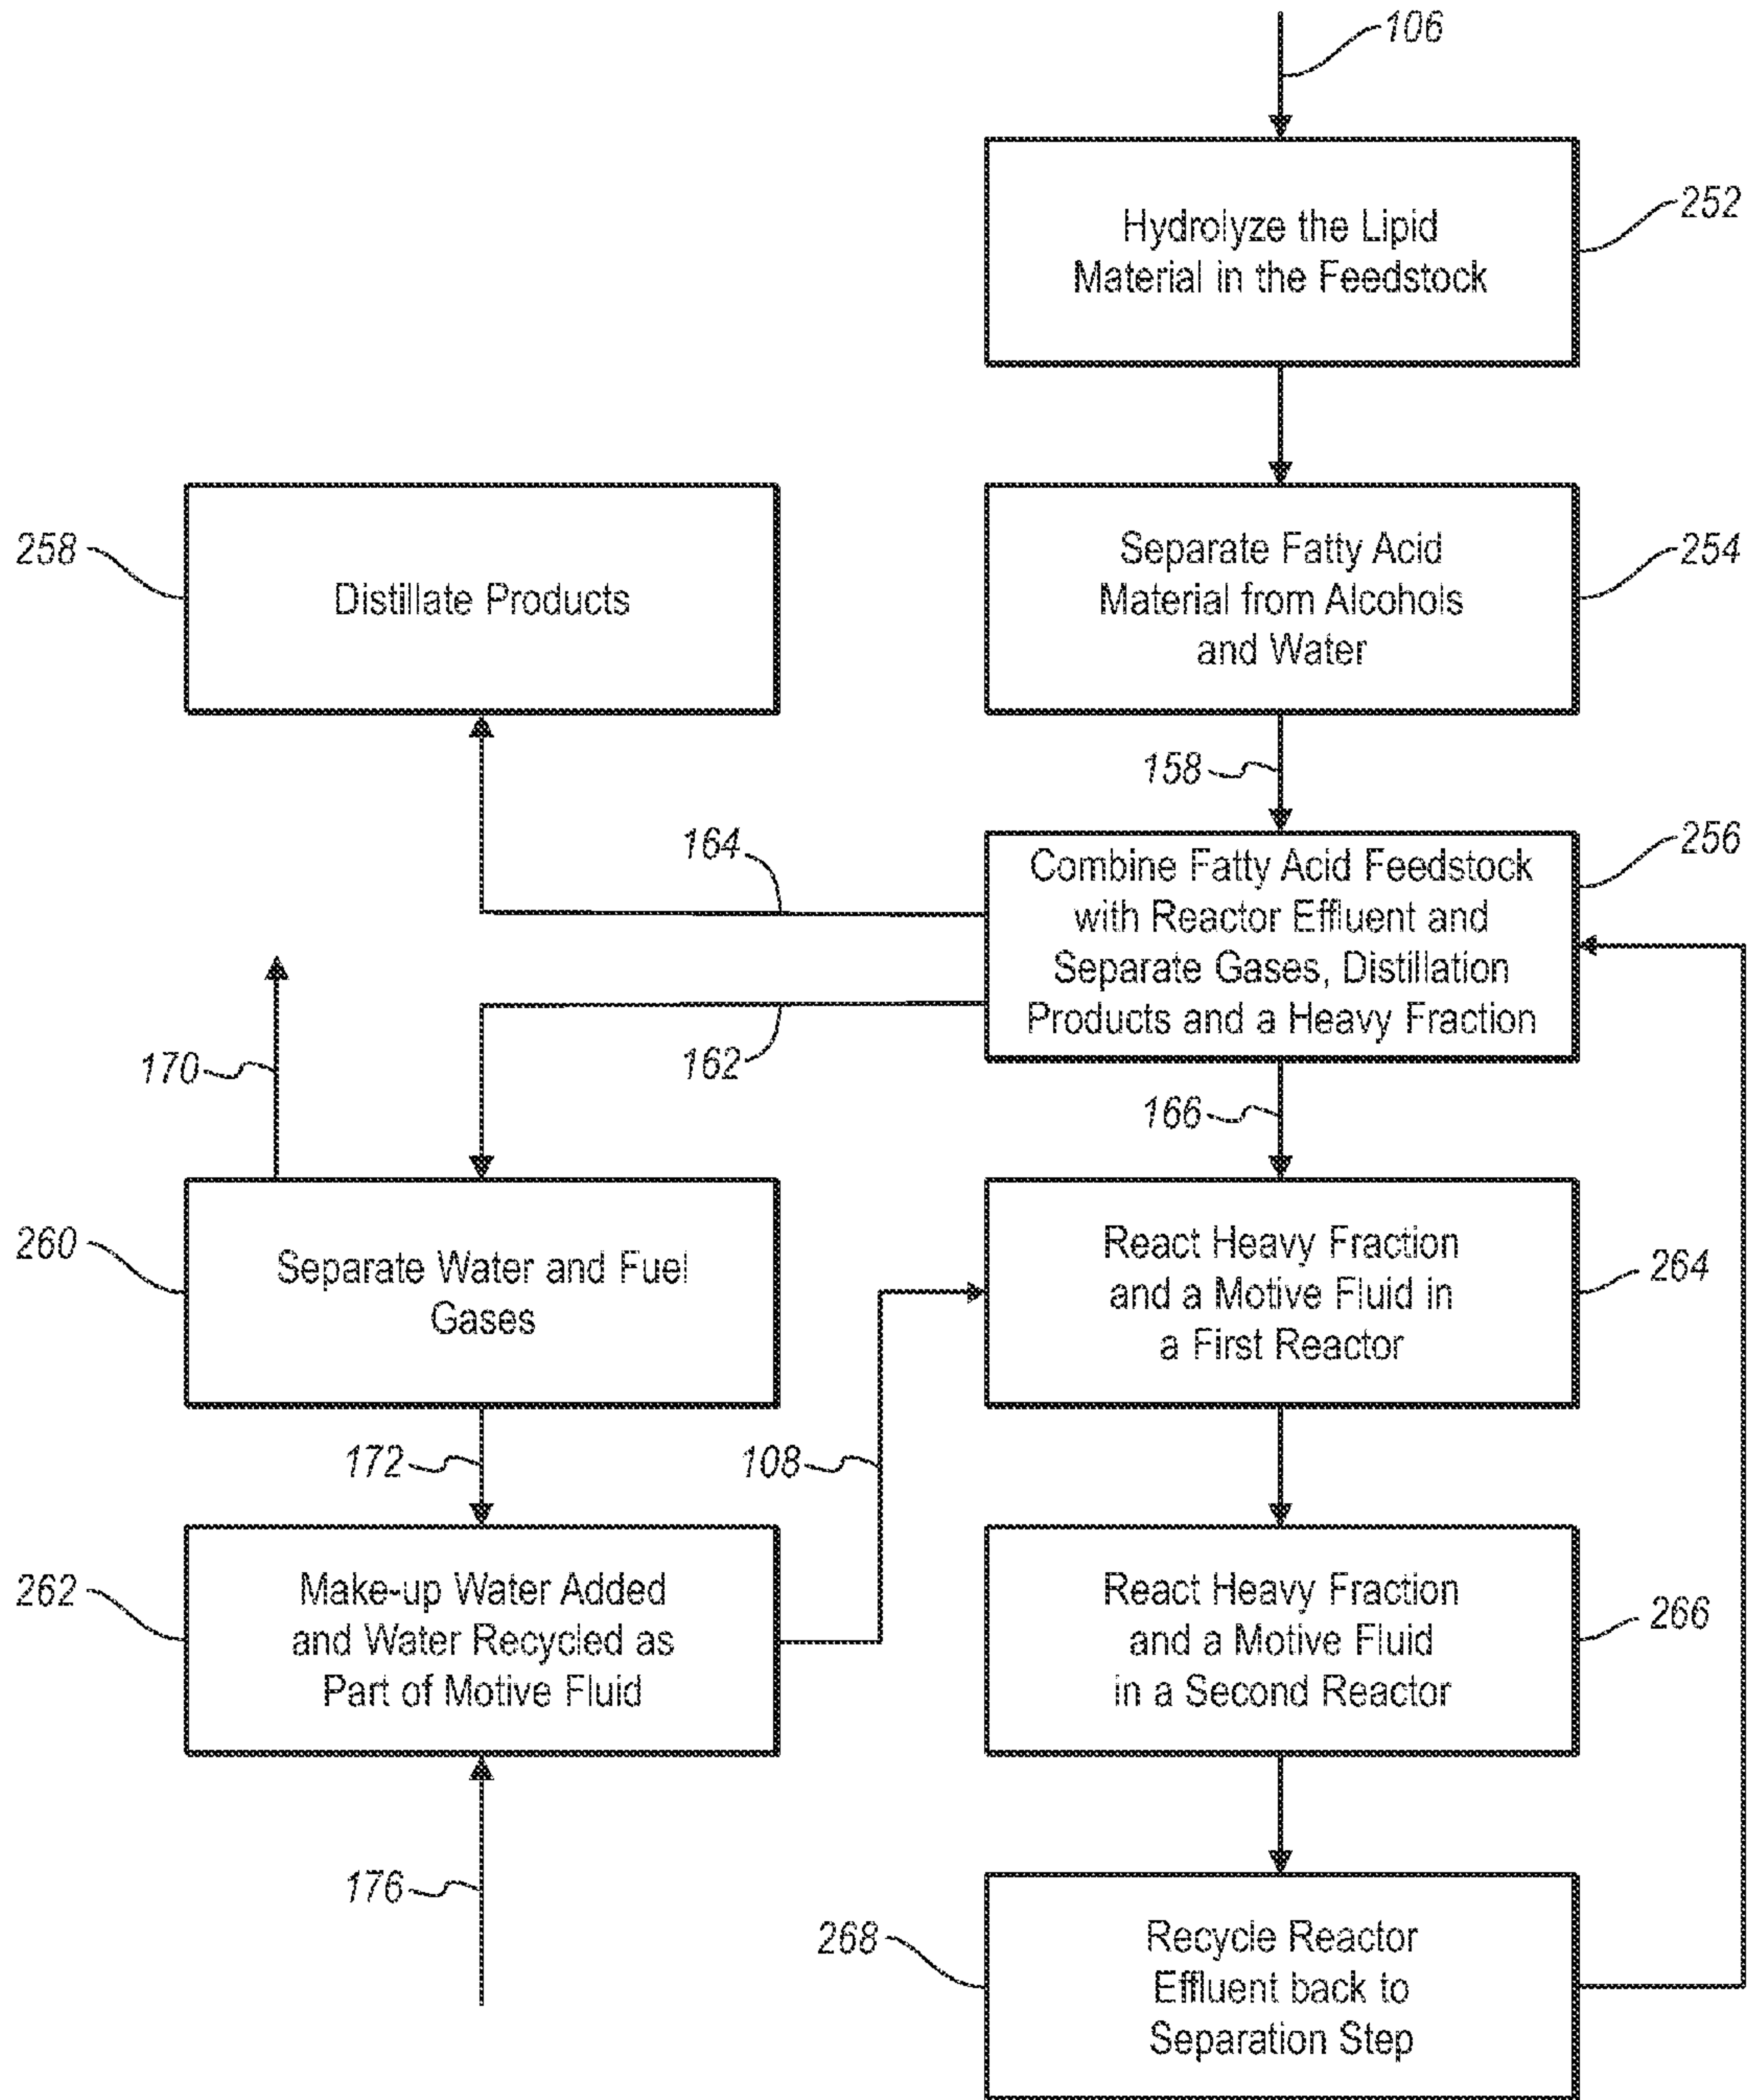 106
Hydrolyze the Lipid
Material in the Feedstock
252
258
Distillate Products
Separate Fatty Acid
Material from Alcohols
and Water
254
158
164
Combine Fatty Acid Feedstock
with Reactor Effluent and
Separate Gases, Distillation
Products and a Heavy Fraction
256
170
162
166
260
Separate Water and Fuel
Gases
React Heavy Fraction
and a Motive Fluid in
a First Reactor
264
172
108
262
Make-up Water Added
and Water Recycled as
Part of Motive Fluid
React Heavy Fraction
and a Motive Fluid
in a Second Reactor
266
176
268
Recycle Reactor
Effluent back to
Separation Step